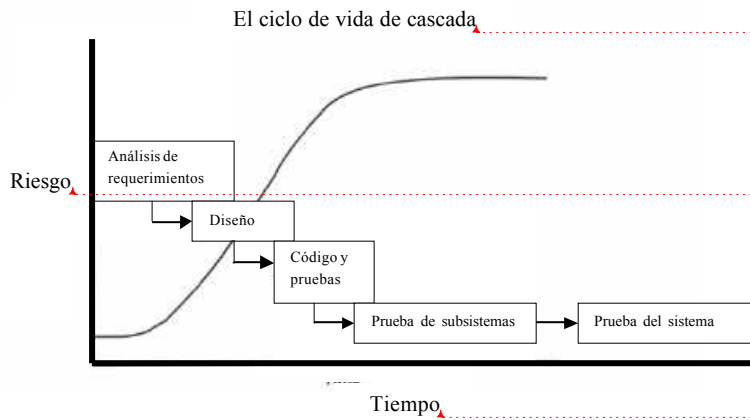 El ciclo de vida de cascada
Análisis de
requerimientos
Riesgo
Diseño
Código y
pruebas
Prueba de subsistemas
Prueba del sistema
Tiempo